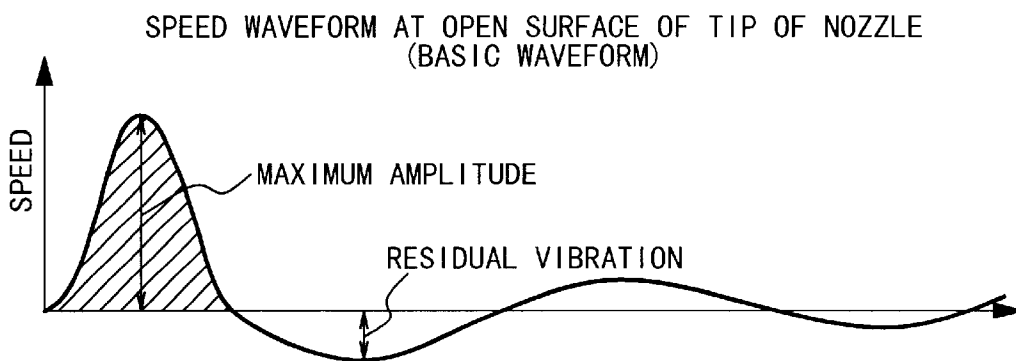 SPEED WAVEFORM AT OPEN SURFACE OF TIP OF NOZZLE
(BASIC WAVEFORM)
SPEED
MAXIMUM AMPLITUDE
RESIDUAL VIBRATION